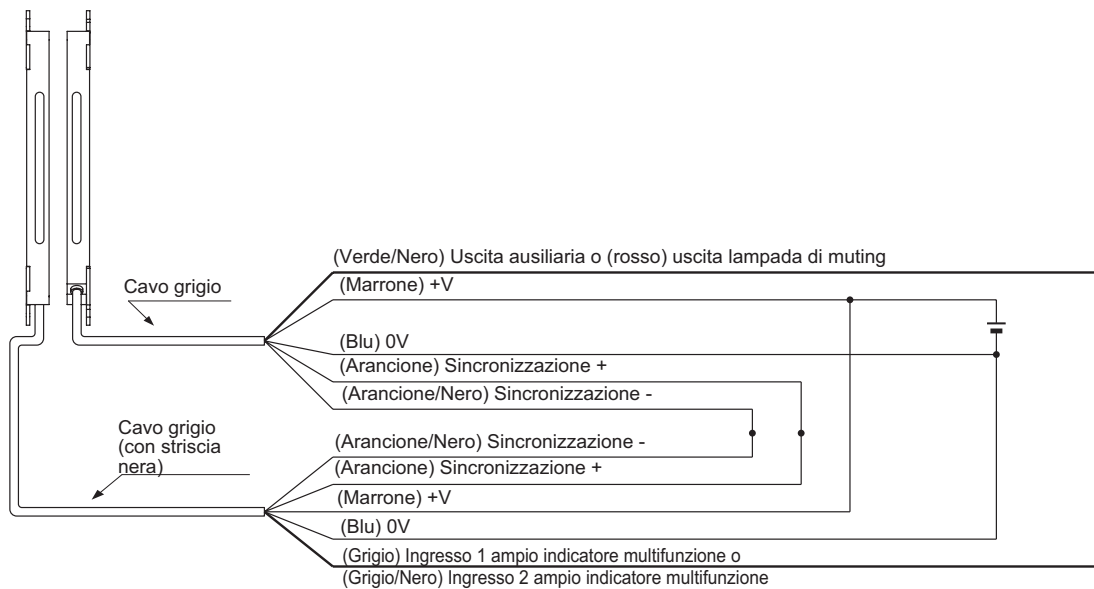 (Verde/Nero) Uscita ausiliaria o (rosso) uscita lampada di muting
Cavo grigio
(Marrone) +V
(Blu) 0V
(Arancione) Sincronizzazione +
(Arancione/Nero) Sincronizzazione -
Cavo grigio
(con striscia
nera)
(Arancione/Nero) Sincronizzazione -
(Arancione) Sincronizzazione +
(Marrone) +V
(Blu) 0V
(Grigio) Ingresso 1 ampio indicatore multifunzione o
(Grigio/Nero) Ingresso 2 ampio indicatore multifunzione